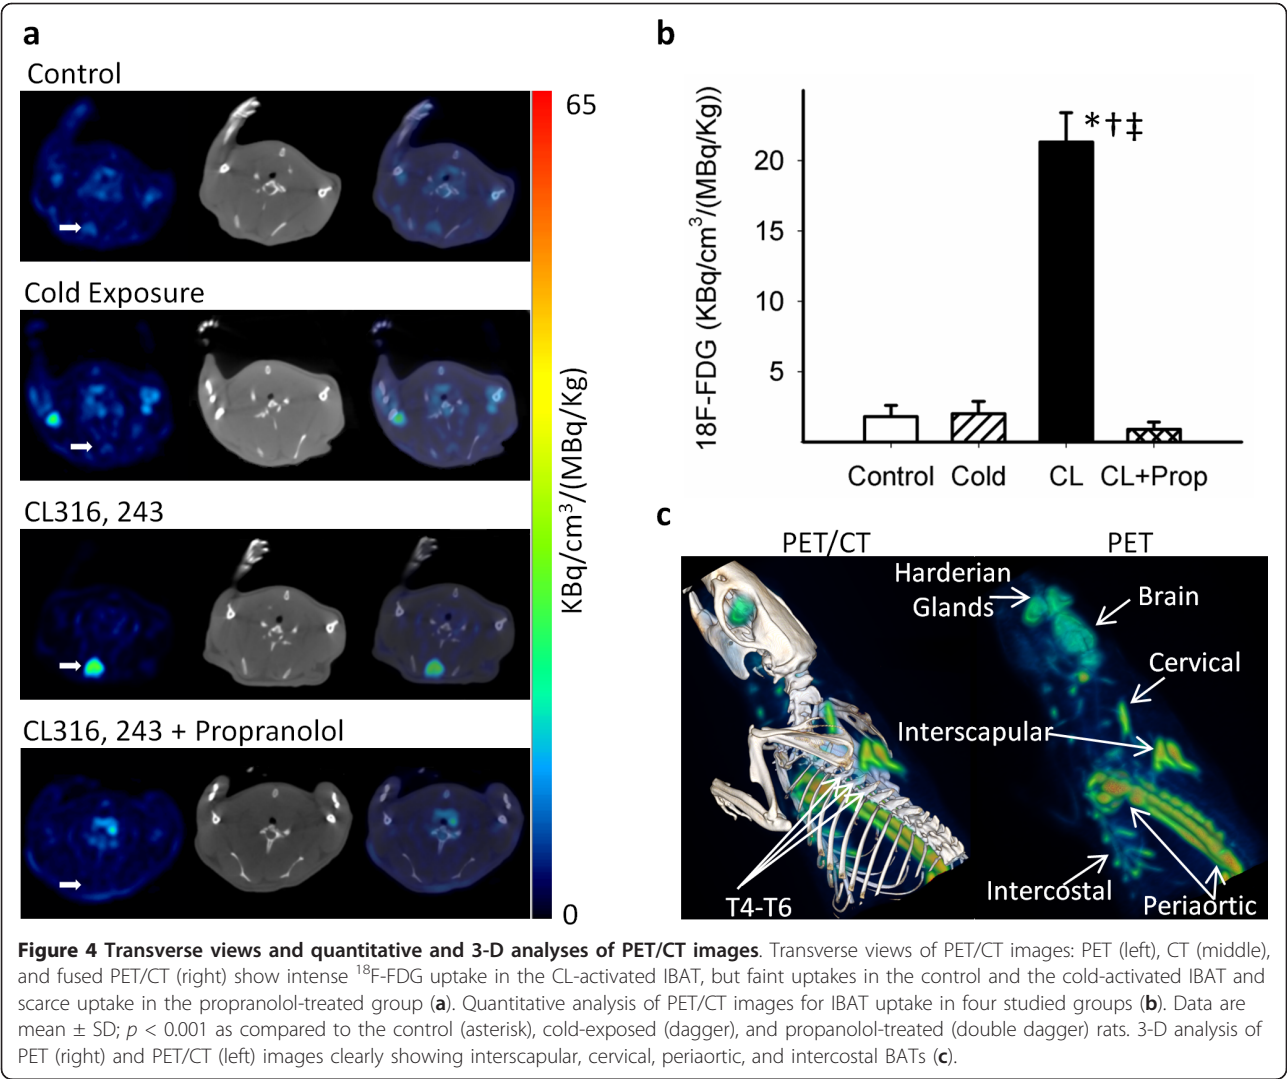 a
Control
Cold Exposure
CL316, 243
CL316, 243 + Propranolol
65
KBq/cm³/(MBq/Kg)
0
b
18F-FDG (KBq/cm³/(MBq/Kg))
20
15
10
5
*†‡
Control Cold CL CL+Prop
c
PET/CT PET
Harderian
Glands
Brain
Cervical
Interscapular
T4-T6
Intercostal
Periaortic
Figure 4 Transverse views and quantitative and 3-D analyses of PET/CT images. Transverse views of PET/CT images: PET (left), CT (middle),
and fused PET/CT (right) show intense ¹⁸F-FDG uptake in the CL-activated IBAT, but faint uptakes in the control and the cold-activated IBAT and
scarce uptake in the propranolol-treated group (a). Quantitative analysis of PET/CT images for IBAT uptake in four studied groups (b). Data are
mean ± SD; p < 0.001 as compared to the control (asterisk), cold-exposed (dagger), and propanolol-treated (double dagger) rats. 3-D analysis of
PET (right) and PET/CT (left) images clearly showing interscapular, cervical, periaortic, and intercostal BATs (c).